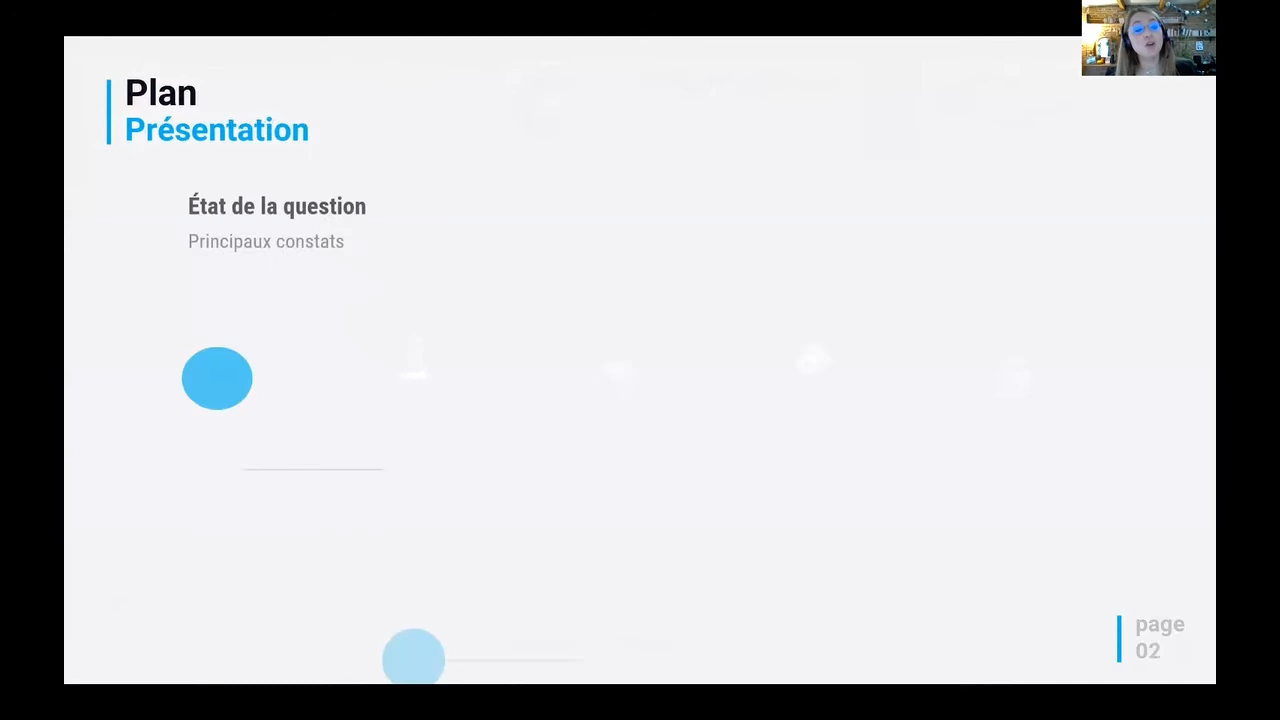 Plan
Présentation
État de la question
Principaux constats
page
02